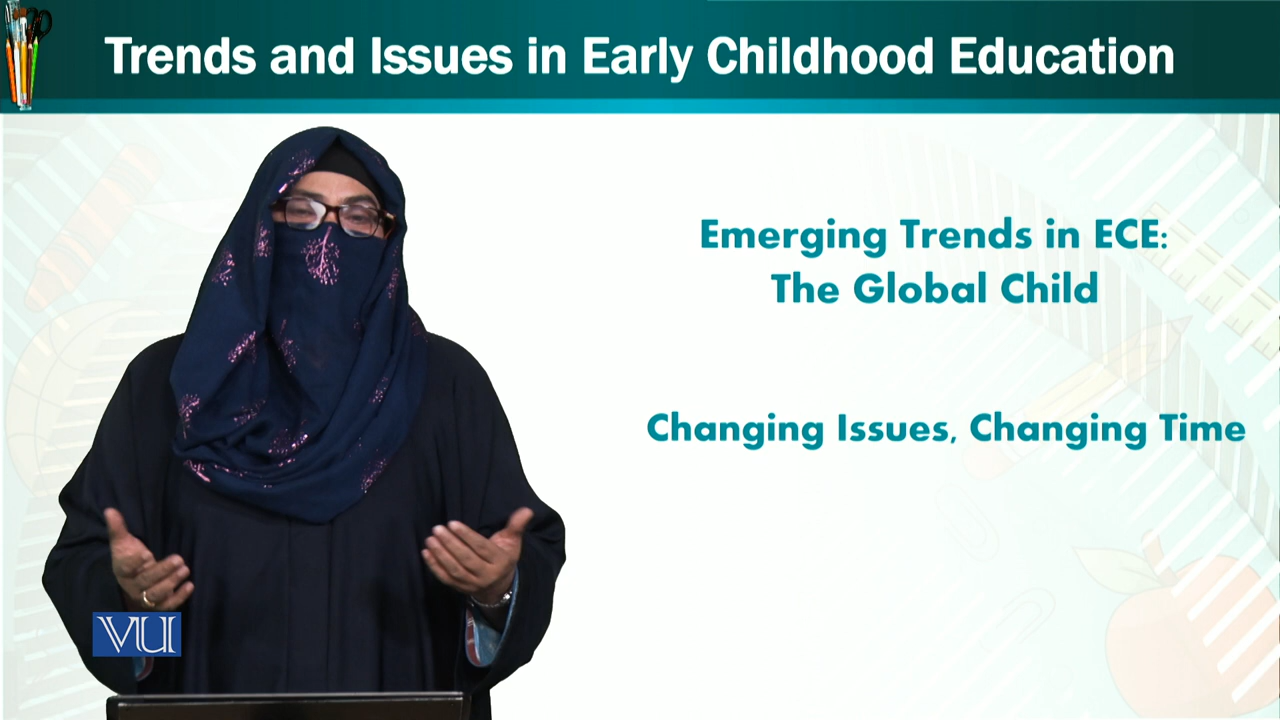 Trends and Issues in Early Childhood Education
Emerging Trends in ECE:
The Global Child
Changing Issues, Changing Time
VU